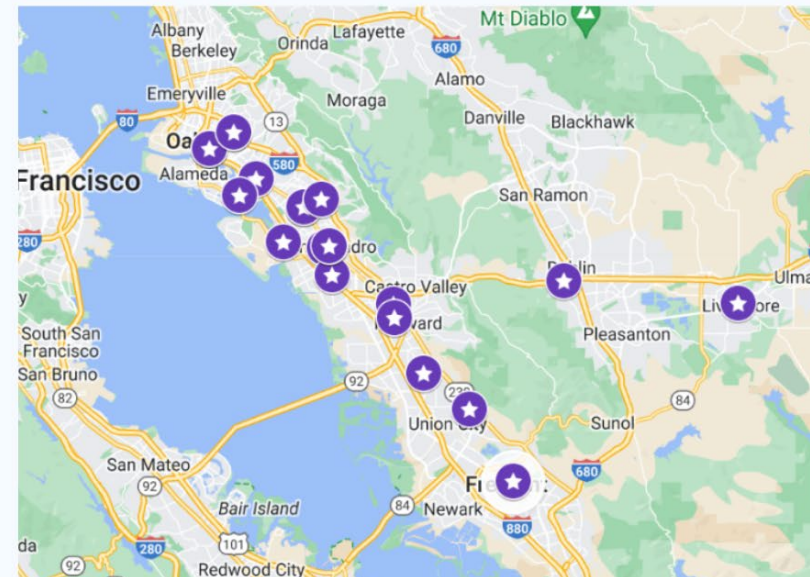 Mt Diablo
Albany
Lafayette
Orinda
Berkeley
680
Alamo
Emeryville
Moraga
80
13
Danville
Blackhawk
580
Alameda
Francisco
San Ramon
280
Castro Valley
Pleasanton
South San
Francisco
San Bruno
92
82
84
Union City
Sunol
San Mateo
92
680
Bair Island
84
Newark
880
280
101
92
Redwood City